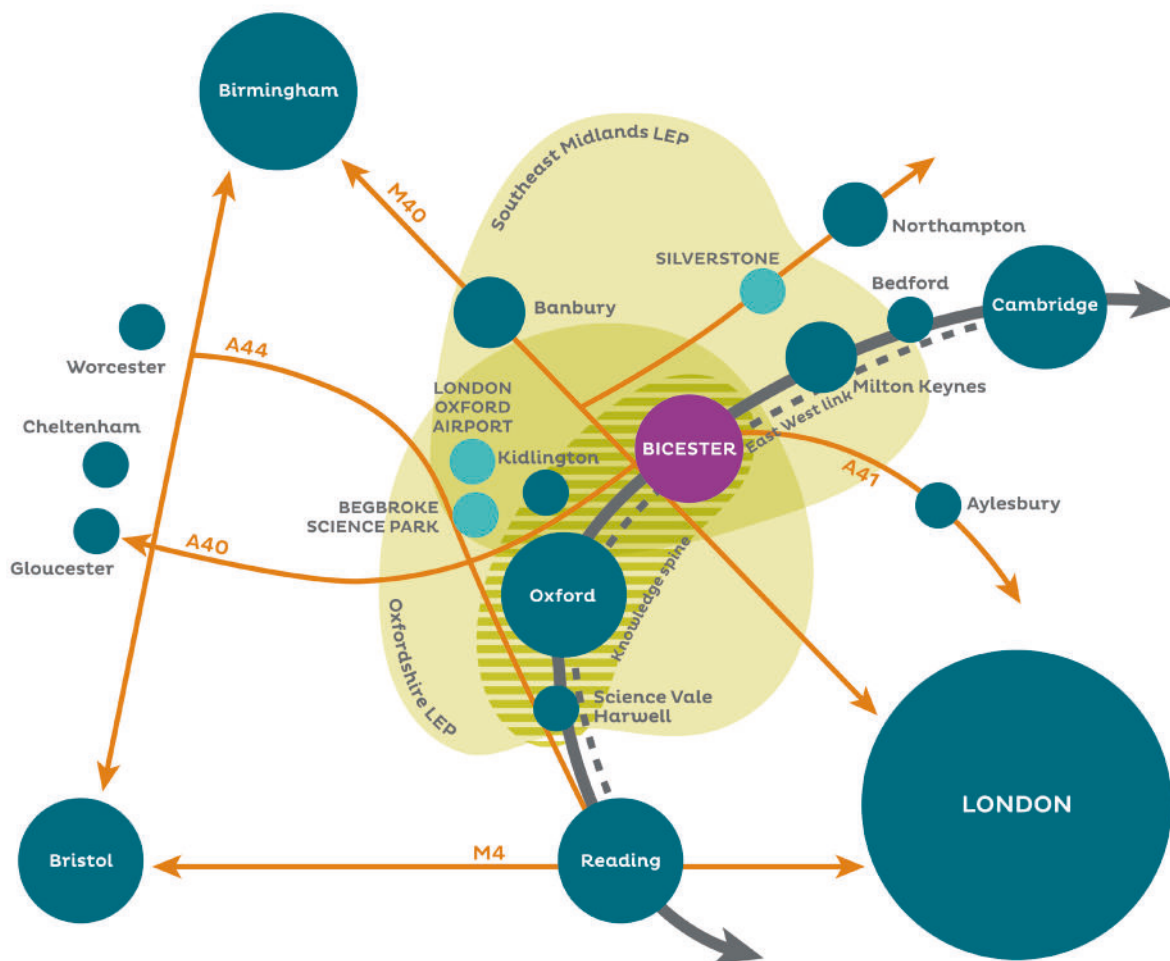 Birmingham
Southeast Midlands LEP
M40
Northampton
SILVERSTONE
Bedford
Cambridge
Banbury
Worcester
A44
LONDON
OXFORD
AIRPORT
Milton Keynes
East West link
Cheltenham
Kidlington
BICESTER
A41
BEGBROKE
SCIENCE PARK
Aylesbury
A40
Gloucester
Oxford
Knowledge spine
Oxfordshire LEP
Science Vale
Harwell
LONDON
Bristol
M4
Reading